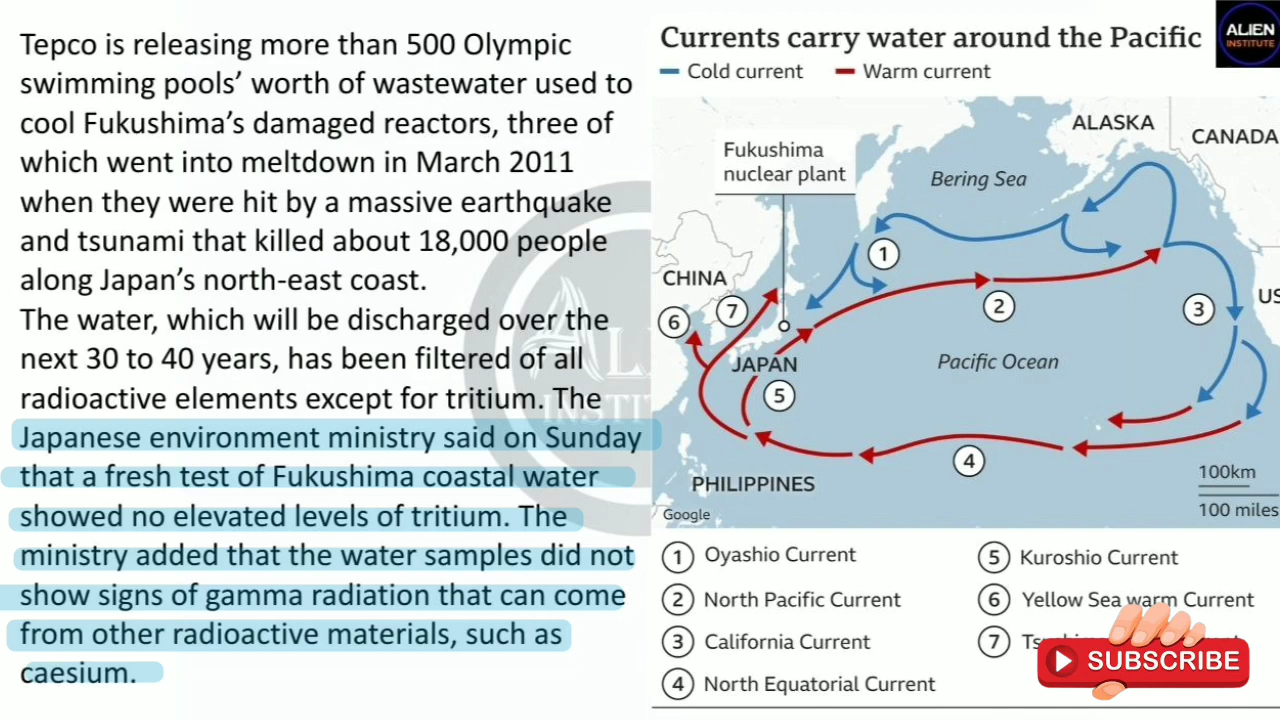 Tepco is releasing more than 500 Olympic
swimming pools’ worth of wastewater used to
cool Fukushima’s damaged reactors, three of
which went into meltdown in March 2011
when they were hit by a massive earthquake
and tsunami that killed about 18,000 people
along Japan’s north-east coast.
The water, which will be discharged over the
next 30 to 40 years, has been filtered of all
radioactive elements except for tritium. The
Japanese environment ministry said on Sunday
that a fresh test of Fukushima coastal water
showed no elevated levels of tritium. The
ministry added that the water samples did not
show signs of gamma radiation that can come
from other radioactive materials, such as
caesium.
ALIEN
INSTITUTE
Currents carry water around the Pacific
Cold current
Warm current
ALASKA
CANADA
Fukushima
nuclear plant
Bering Sea
1
CHINA
US
7
2
3
6
JAPAN
Pacific Ocean
5
4
PHILIPPINES
100km
100 miles
Google
1 Oyashio Current
2 North Pacific Current
3 California Current
4 North Equatorial Current
5 Kuroshio Current
6 Yellow Sea warm Current
7
SUBSCRIBE